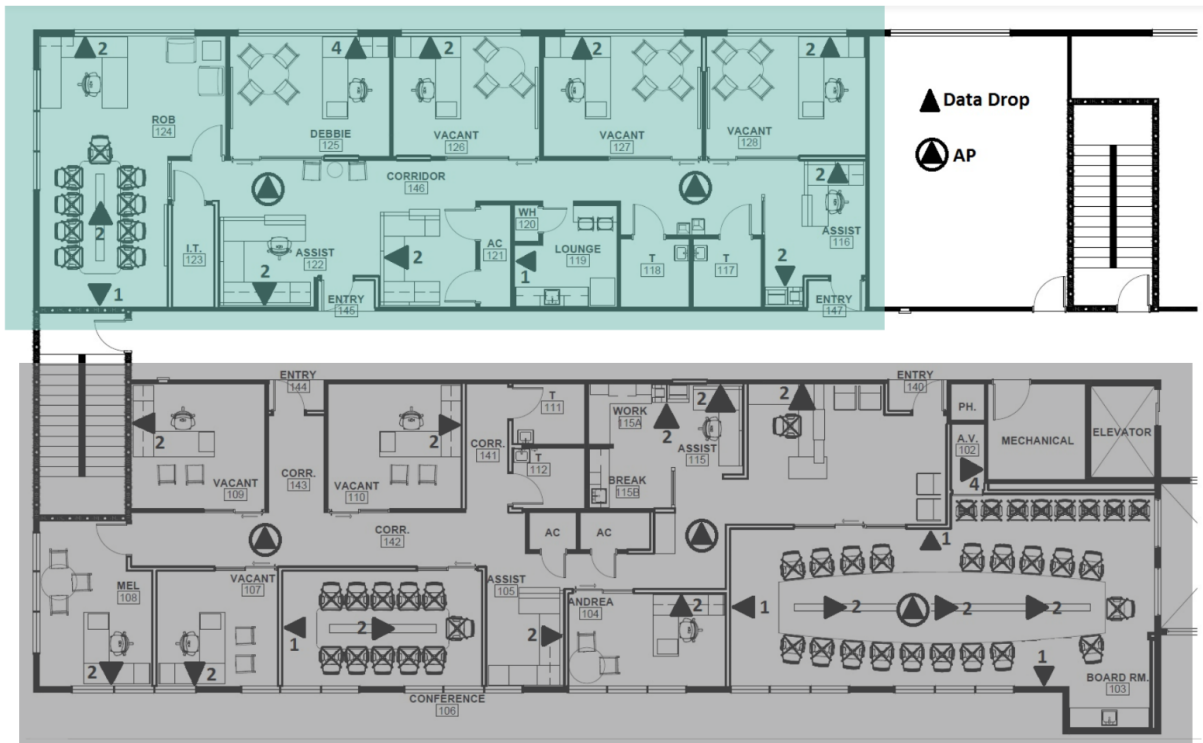 2
4
2
2
2
Data Drop
AP
ROB
124
DEBBIE
125
VACANT
126
VACANT
127
VACANT
128
CORRIDOR
146
2
2
I.T.
123
ASSIST
122
2
2
AC
121
WH
120
LOUNGE
119
1
T
118
T
117
2
ASSIST
116
1
ENTRY
145
ENTRY
147
ENTRY
144
ENTRY
140
2
VACANT
109
CORR.
143
2
VACANT
110
CORR.
141
T
111
T
112
WORK
115A
2
2
ASSIST
115
BREAK
115B
2
PH.
A.V.
102
4
MECHANICAL
ELEVATOR
CORR.
142
AC
AC
1
MEL
108
2
VACANT
107
2
1
2
ASSIST
105
2
ANDREA
104
2
1
2
2
2
1
BOARD RM.
103
CONFERENCE
106